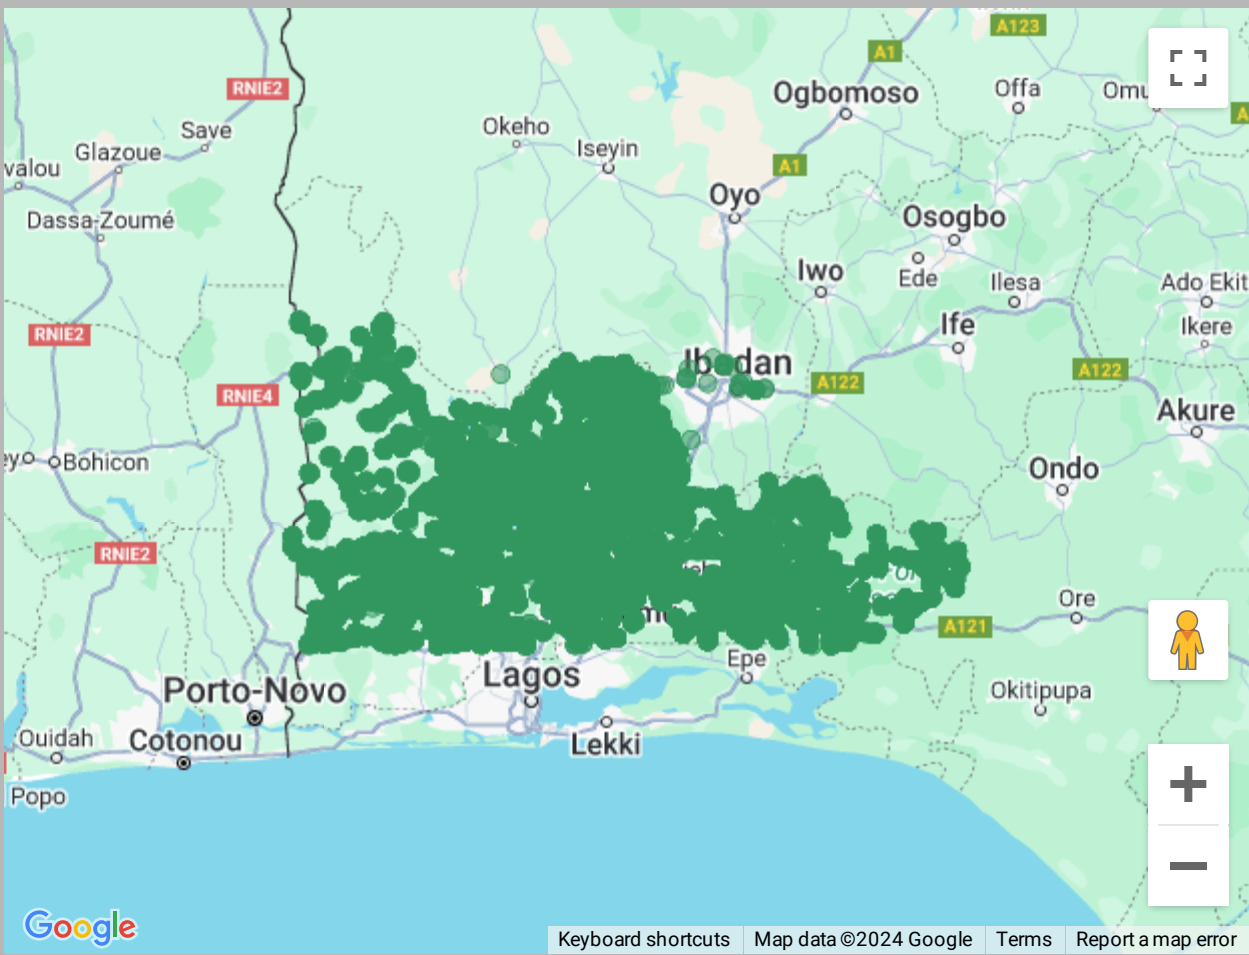 A123
A1
RNIE2
Ogbomoso
Offa
Save
Okeho
Glazoue
Iseyin
A1
Oyo
Dassa-Zoumé
Osogbo
Iwo
Ede
Ilesa
Ado Ekit
RNIE2
Ife
Ikere
A122
A122
RNIE4
Akure
Bohicon
Ondo
RNIE2
Ore
A121
Epe
Lagos
Porto-Novo
Okitipupa
Ouidah
Cotonou
Lekki
Popo
Google
Keyboard shortcuts
Map data ©2024 Google
Terms
Report a map error